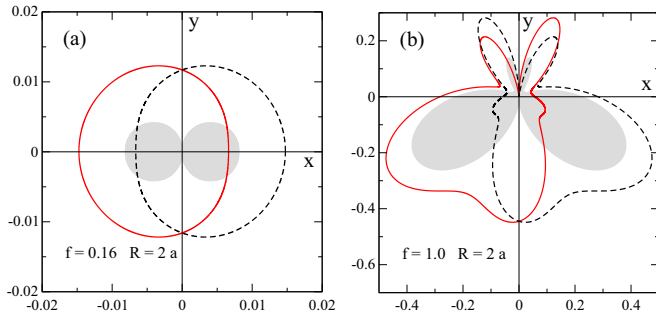 y
(a)
0.02
0.01
0
-0.01
-0.02
x
f = 0.16 R = 2 a
-0.02 -0.01 0 0.01 0.02
y
(b)
0.2
0
-0.2
-0.4
-0.6
x
f = 1.0 R = 2 a
-0.4 -0.2 0 0.2 0.4